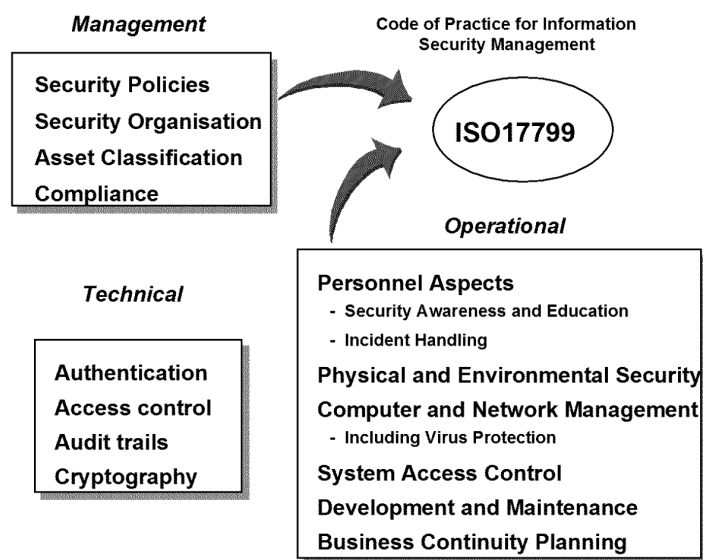 Management
Security Policies
Security Organisation
Asset Classification
Compliance
Code of Practice for Information
Security Management
ISO17799
Operational
Personnel Aspects
- Security Awareness and Education
- Incident Handling
Physical and Environmental Security
Computer and Network Management
- Including Virus Protection
System Access Control
Development and Maintenance
Business Continuity Planning
Technical
Authentication
Access control
Audit trails
Cryptography